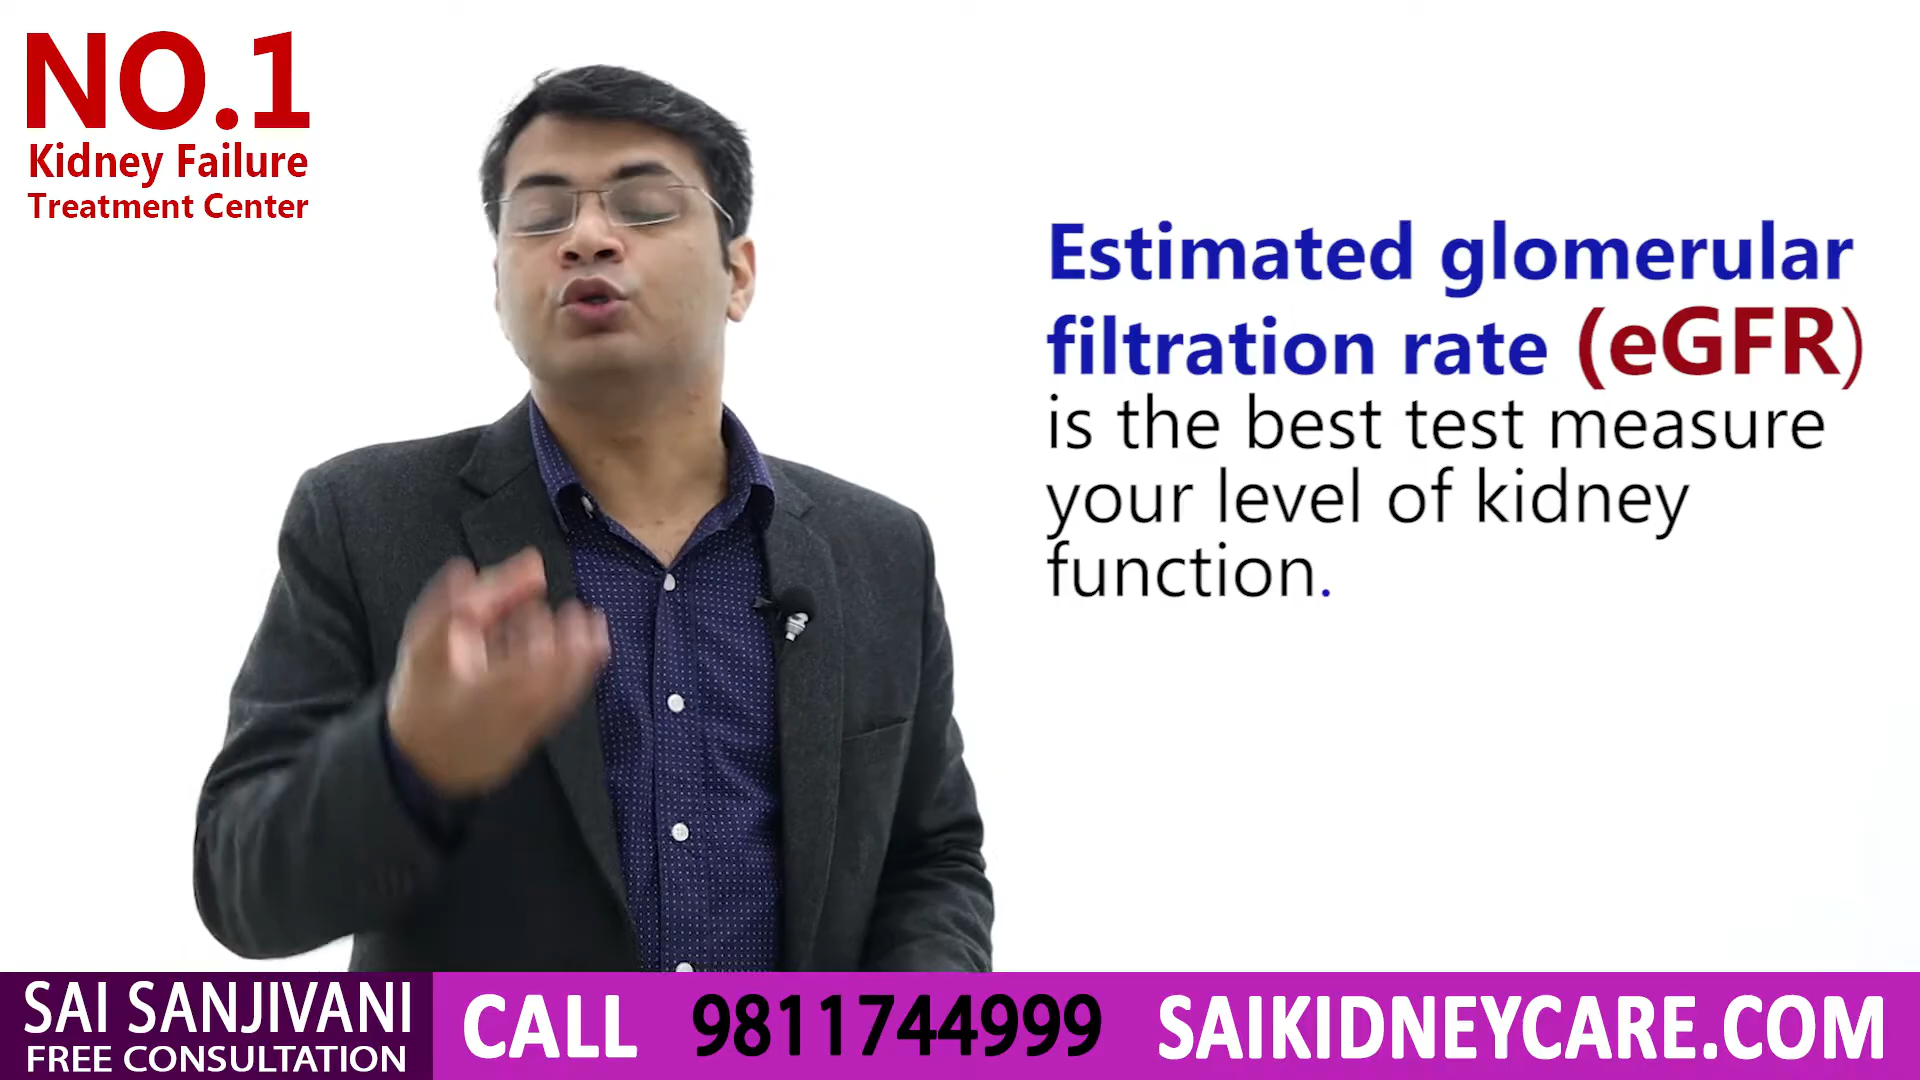 NO.1
Kidney Failure
Treatment Center
Estimated glomerular
filtration rate (eGFR)
is the best test measure
your level of kidney
function.
SAI SANJIVANI
FREE CONSULTATION
CALL 9811744999 SAIKIDNEYCARE.COM